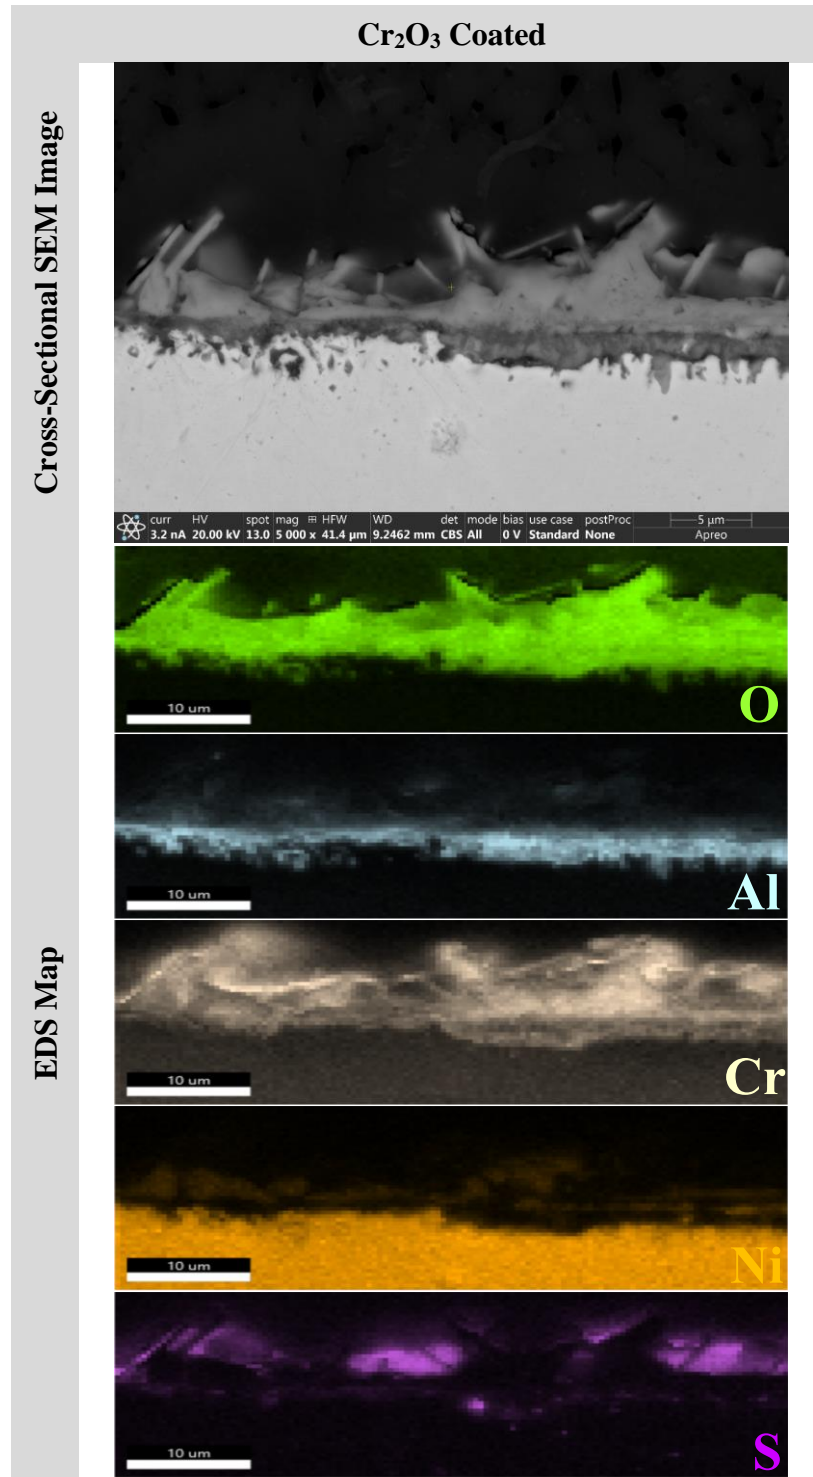 Cr₂O₃ Coated
Cross-Sectional SEM Image
curr HV spot mag ⊞ HFW WD det mode bias use case postProc 5 μm
3.2 nA 20.00 kV 13.0 5 000 x 41.4 μm 9.2462 mm CBS All 0 V Standard None Apreo
EDS Map
10 um
O
10 um
Al
10 um
Cr
10 um
Ni
10 um
S